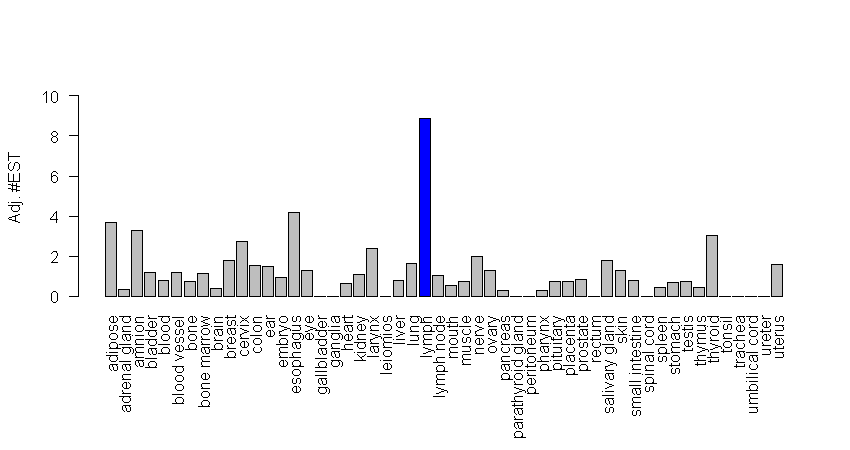 10
8
6
4
2
0
Adj. #EST
adipose
adrenal gland
amnion
bladder
blood
blood vessel
bone
bone marrow
brain
breast
cervix
colon
ear
embryo
esophagus
eye
gallbladder
ganglia
heart
kidney
larynx
leiomios
liver
lung
lymph
lymph node
mouth
muscle
nerve
ovary
pancreas
parathyroid gland
peritoneum
pharynx
pituitary
placenta
prostate
rectum
salivary gland
skin
small intestine
spinal cord
spleen
stomach
testis
thymus
thyroid
tonsil
trachea
umbilical cord
ureter
uterus